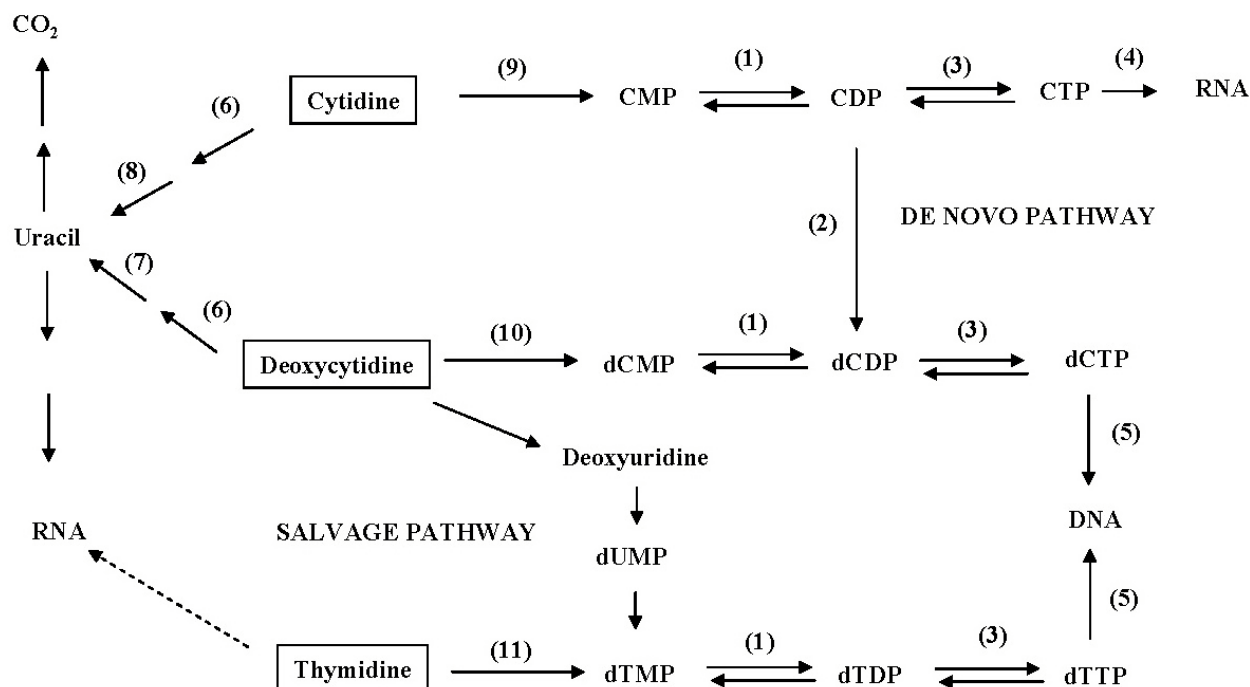 CO₂
(9) (1) (3) (4)
Cytidine CMP CDP CTP RNA
(6)
(8)
Uracil (2) DE NOVO PATHWAY
(7)
(6)
(10) (1) (3)
Deoxycytidine dCMP dCDP dCTP
(5)
Deoxyuridine
RNA SALVAGE PATHWAY DNA
dUMP
(5)
(11) (1) (3)
Thymidine dTMP dTDP dTTP